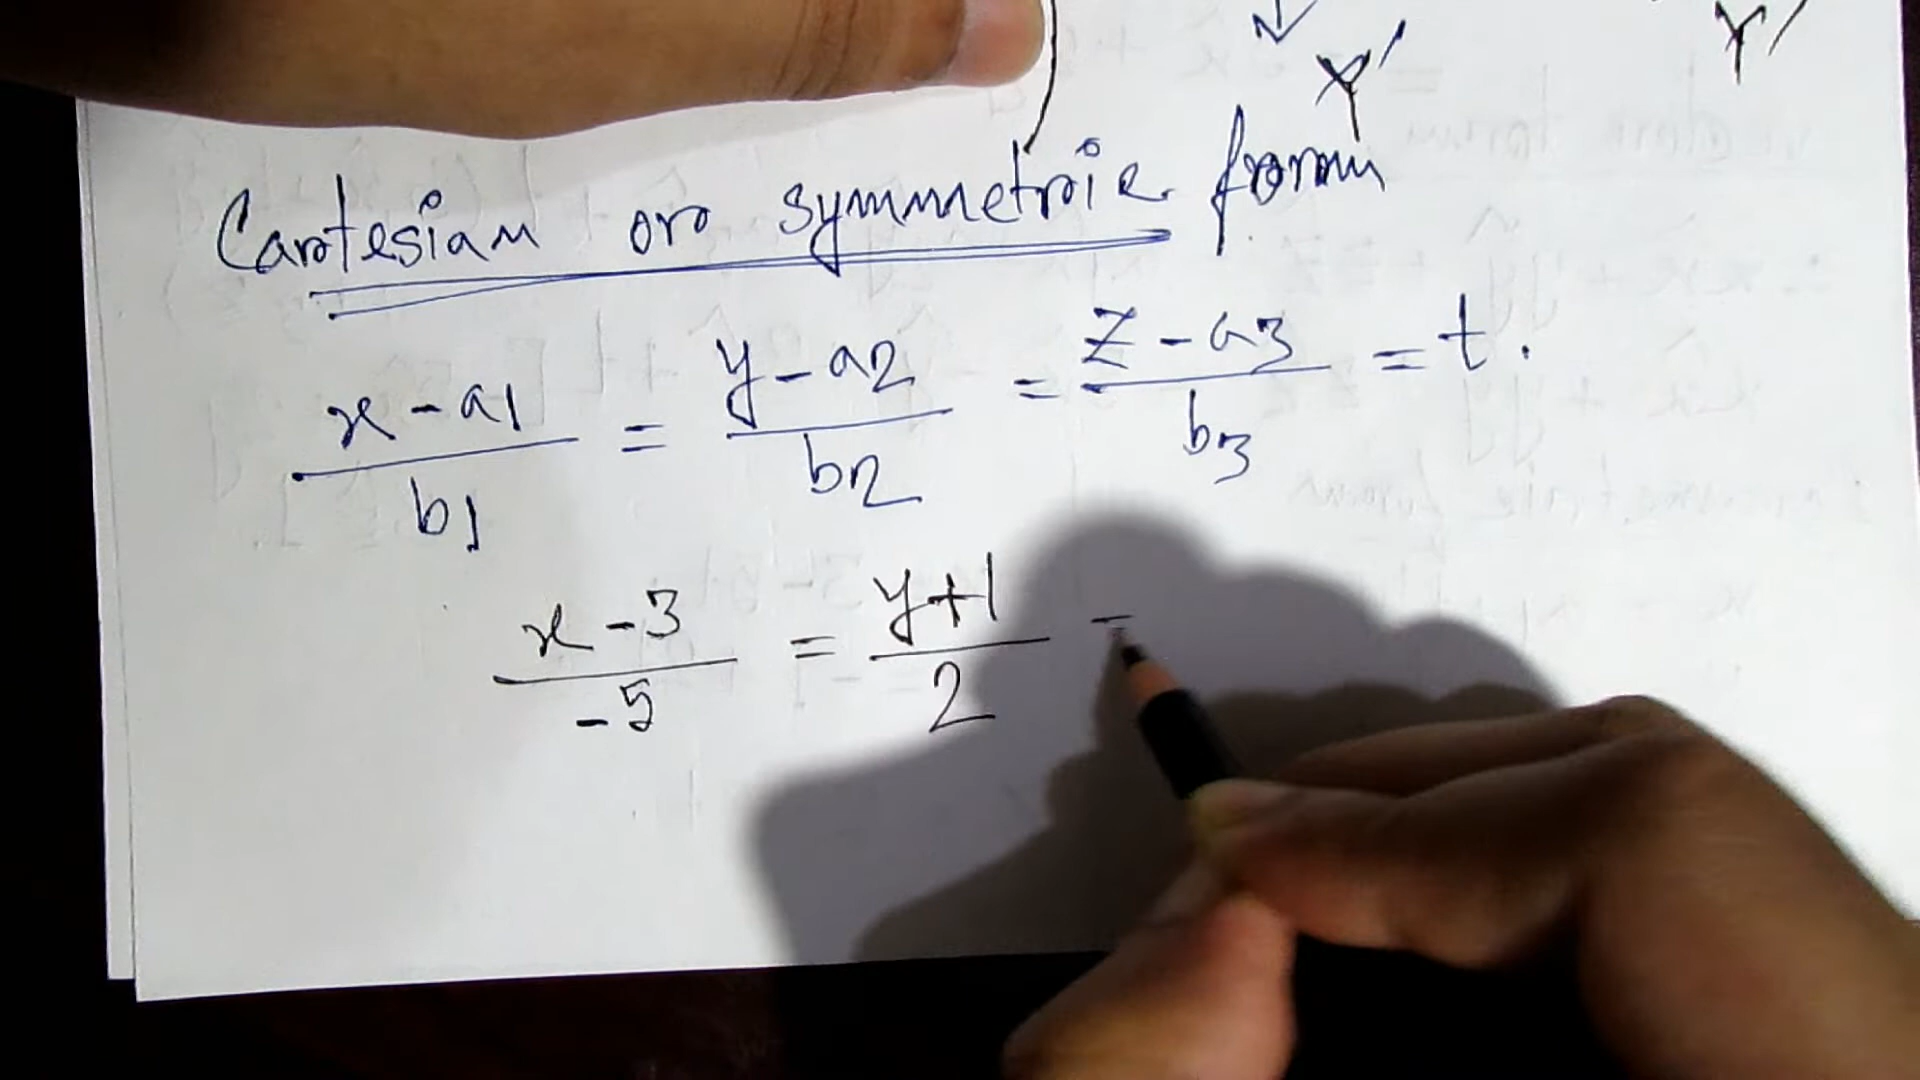 Y' Y'
Cartesian or symmetric form
x - a1 / b1 = y - a2 / b2 = z - a3 / b3 = t.
x - 3 / -5 = y + 1 / 2 =